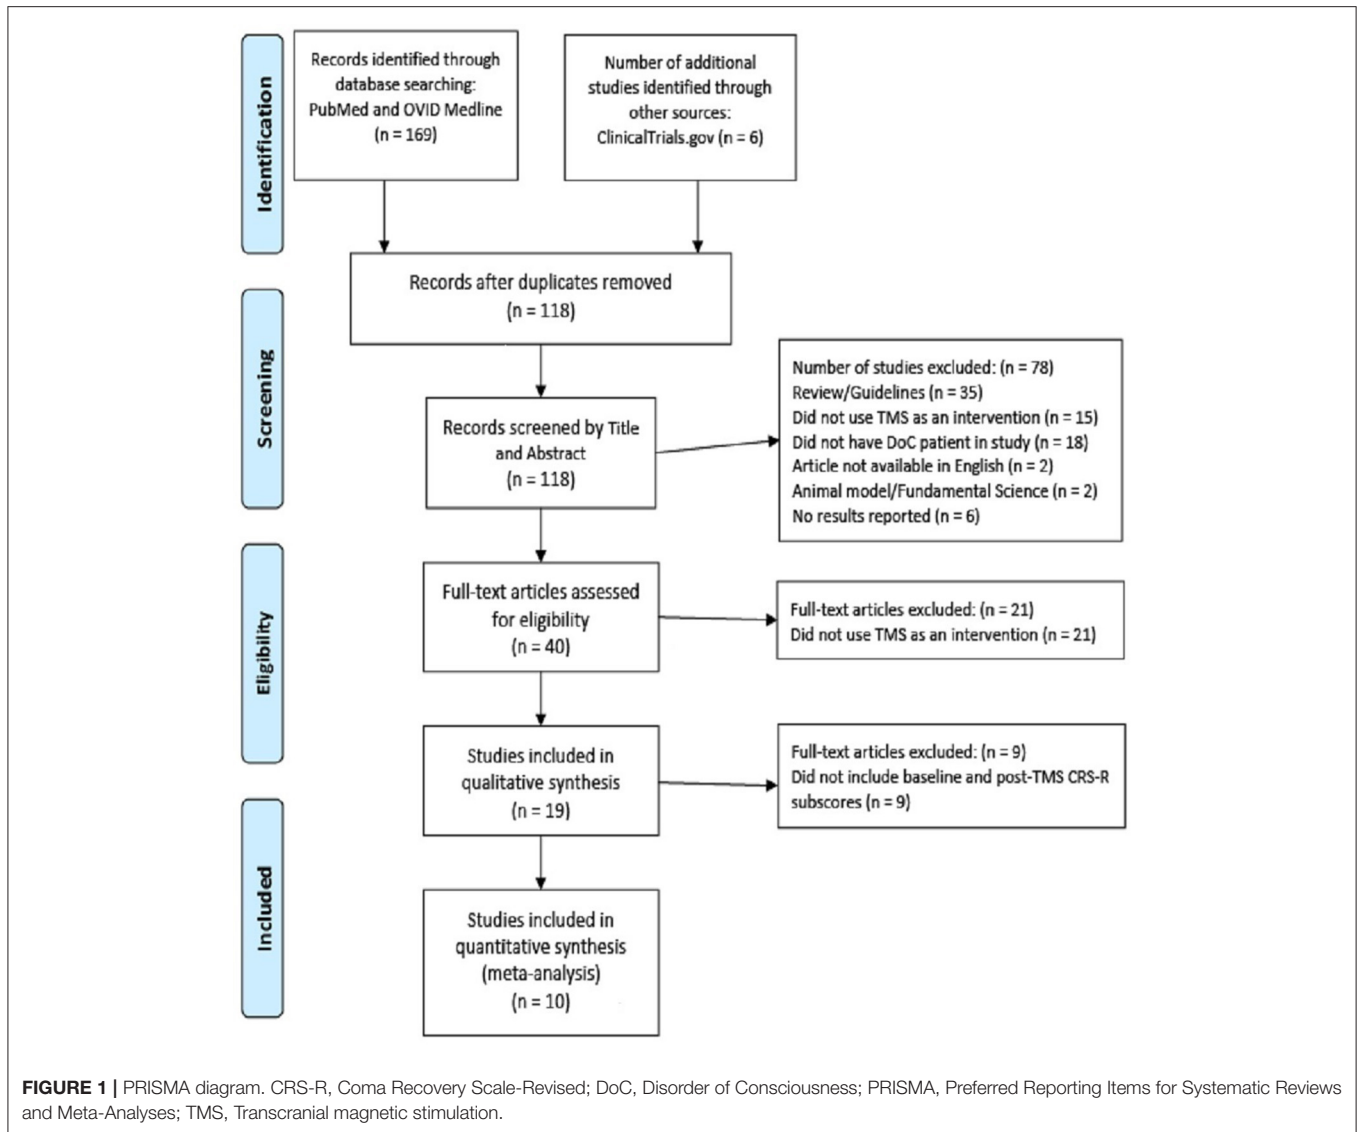 Identification
Records identified through
database searching:
PubMed and OVID Medline
(n = 169)
Number of additional
studies identified through
other sources:
ClinicalTrials.gov (n = 6)
Records after duplicates removed
(n = 118)
Screening
Records screened by Title
and Abstract
(n = 118)
Number of studies excluded: (n = 78)
Review/Guidelines (n = 35)
Did not use TMS as an intervention (n = 15)
Did not have DoC patient in study (n = 18)
Article not available in English (n = 2)
Animal model/Fundamental Science (n = 2)
No results reported (n = 6)
Eligibility
Full-text articles assessed
for eligibility
(n = 40)
Full-text articles excluded: (n = 21)
Did not use TMS as an intervention (n = 21)
Studies included in
qualitative synthesis
(n = 19)
Full-text articles excluded: (n = 9)
Did not include baseline and post-TMS CRS-R
subscores (n = 9)
Included
Studies included in
quantitative synthesis
(meta-analysis)
(n = 10)
FIGURE 1 | PRISMA diagram. CRS-R, Coma Recovery Scale-Revised; DoC, Disorder of Consciousness; PRISMA, Preferred Reporting Items for Systematic Reviews
and Meta-Analyses; TMS, Transcranial magnetic stimulation.